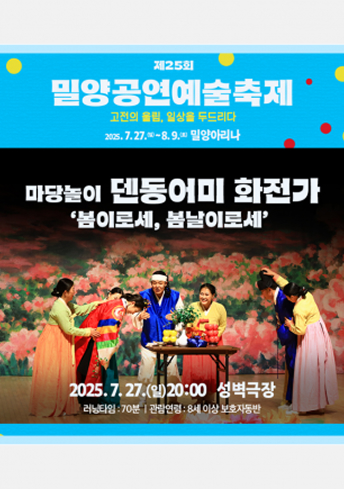 제25회
밀양공연예술축제
고전의 울림, 일상을 두드리다
2025. 7. 27.(일)~8. 9.(토) 밀양아리나
마당놀이 덴동어미 화전가
‘봄이로세, 봄날이로세’
2025. 7. 27.(일)20:00 성벽극장
러닝타임 : 70분 | 관람연령 : 8세 이상 보호자동반